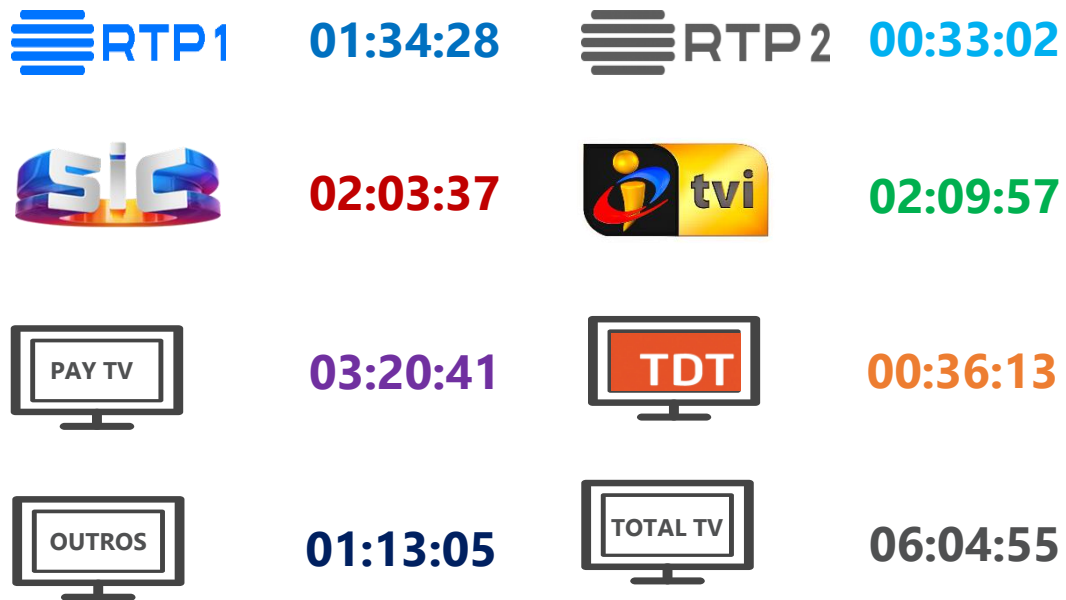 RTP1 01:34:28 RTP2 00:33:02
SIC 02:03:37 tvi 02:09:57
PAY TV 03:20:41 TDT 00:36:13
OUTROS 01:13:05 TOTAL TV 06:04:55